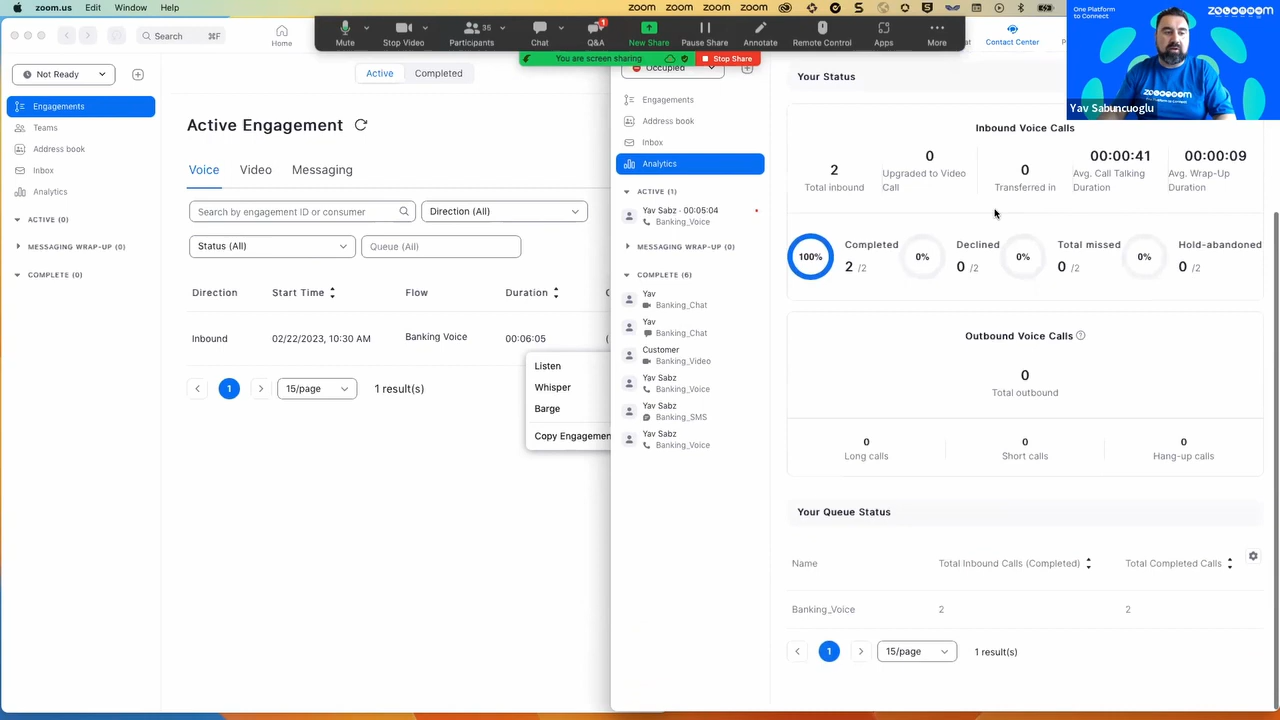 zoom.us Edit Window Help
zoom zoom zoom zoom
Search ⌘F
Home
Mute
Stop Video
Participants
35
Chat
Q&A
1
New Share
Pause Share
Annotate
Remote Control
Apps
More
You are screen sharing
Stop Share
Contact Center
One Platform
to Connect
zoooooom
zoooooom
Yav Sabuncuoglu
Not Ready
Engagements
Teams
Address book
Inbox
Analytics
ACTIVE (0)
MESSAGING WRAP-UP (0)
COMPLETE (0)
Active
Completed
Active Engagement
Voice
Video
Messaging
Search by engagement ID or consumer
Direction (All)
Status (All)
Queue (All)
Direction
Start Time
Flow
Duration
Inbound
02/22/2023, 10:30 AM
Banking Voice
00:06:05
1
15/page
1 result(s)
Listen
Whisper
Barge
Copy Engagemen
Occupied
Engagements
Address book
Inbox
Analytics
ACTIVE (1)
Yav Sabz - 00:05:04
Banking_Voice
MESSAGING WRAP-UP (0)
COMPLETE (6)
Yav
Banking_Chat
Yav
Banking_Chat
Customer
Banking_Video
Yav Sabz
Banking_Voice
Yav Sabz
Banking_SMS
Yav Sabz
Banking_Voice
Your Status
Inbound Voice Calls
2
Total inbound
0
Upgraded to Video
Call
0
Transferred in
00:00:41
Avg. Call Talking
Duration
00:00:09
Avg. Wrap-Up
Duration
100%
Completed
2 /2
0%
Declined
0 /2
0%
Total missed
0 /2
0%
Hold-abandoned
0 /2
Outbound Voice Calls
0
Total outbound
0
Long calls
0
Short calls
0
Hang-up calls
Your Queue Status
Name
Total Inbound Calls (Completed)
Total Completed Calls
Banking_Voice
2
2
1
15/page
1 result(s)